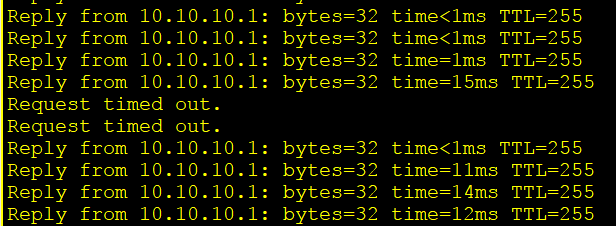 Reply from 10.10.10.1: bytes=32 time<1ms TTL=255
Reply from 10.10.10.1: bytes=32 time<1ms TTL=255
Reply from 10.10.10.1: bytes=32 time=1ms TTL=255
Reply from 10.10.10.1: bytes=32 time=15ms TTL=255
Request timed out.
Request timed out.
Reply from 10.10.10.1: bytes=32 time<1ms TTL=255
Reply from 10.10.10.1: bytes=32 time=11ms TTL=255
Reply from 10.10.10.1: bytes=32 time=14ms TTL=255
Reply from 10.10.10.1: bytes=32 time=12ms TTL=255